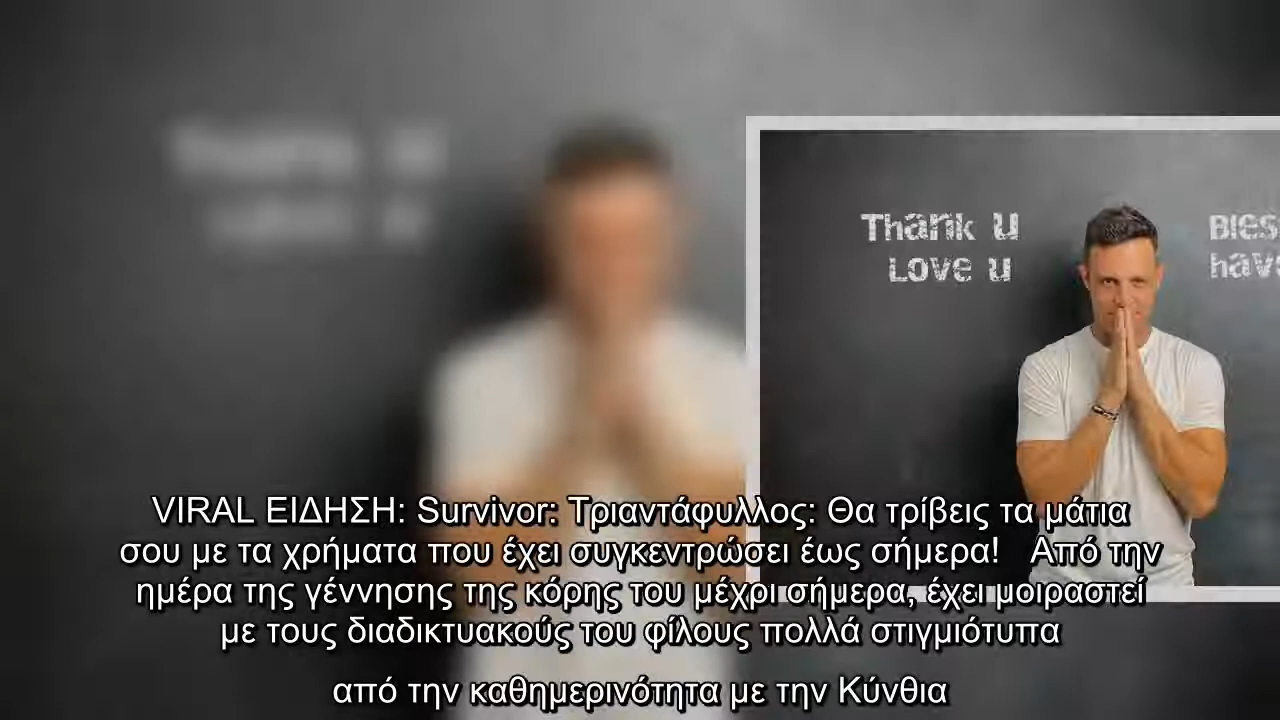 Thank u
Love u
VIRAL ΕΙΔΗΣΗ: Survivor: Τριαντάφυλλος: Θα τρίβεις τα μάτια
σου με τα χρήματα που έχει συγκεντρώσει έως σήμερα! Από την
ημέρα της γέννησης της κόρης του μέχρι σήμερα, έχει μοιραστεί
με τους διαδικτυακούς του φίλους πολλά στιγμιότυπα
από την καθημερινότητα με την Κύνθια